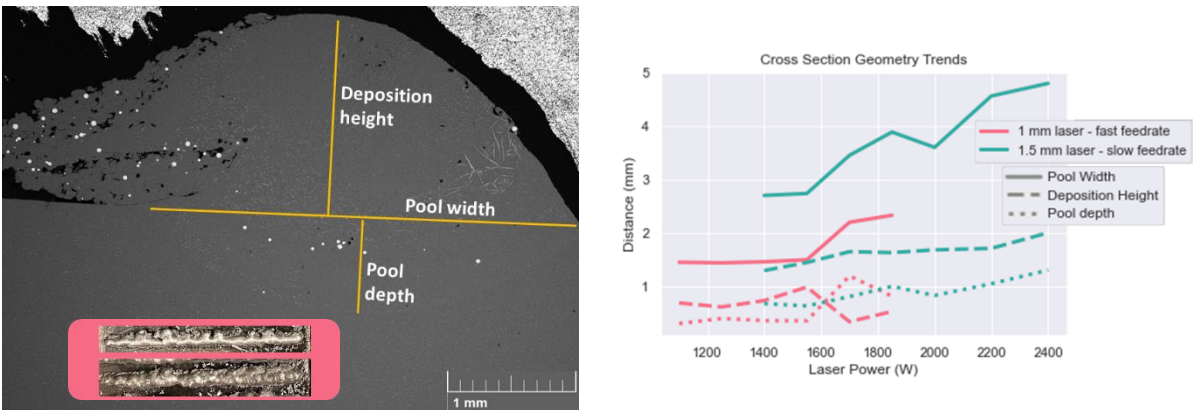 Deposition
height
Pool width
Pool
depth
1 mm
Cross Section Geometry Trends
Distance (mm)
5
4
3
2
1
1 mm laser - fast feedrate
1.5 mm laser - slow feedrate
Pool Width
Deposition Height
Pool depth
1200 1400 1600 1800 2000 2200 2400
Laser Power (W)